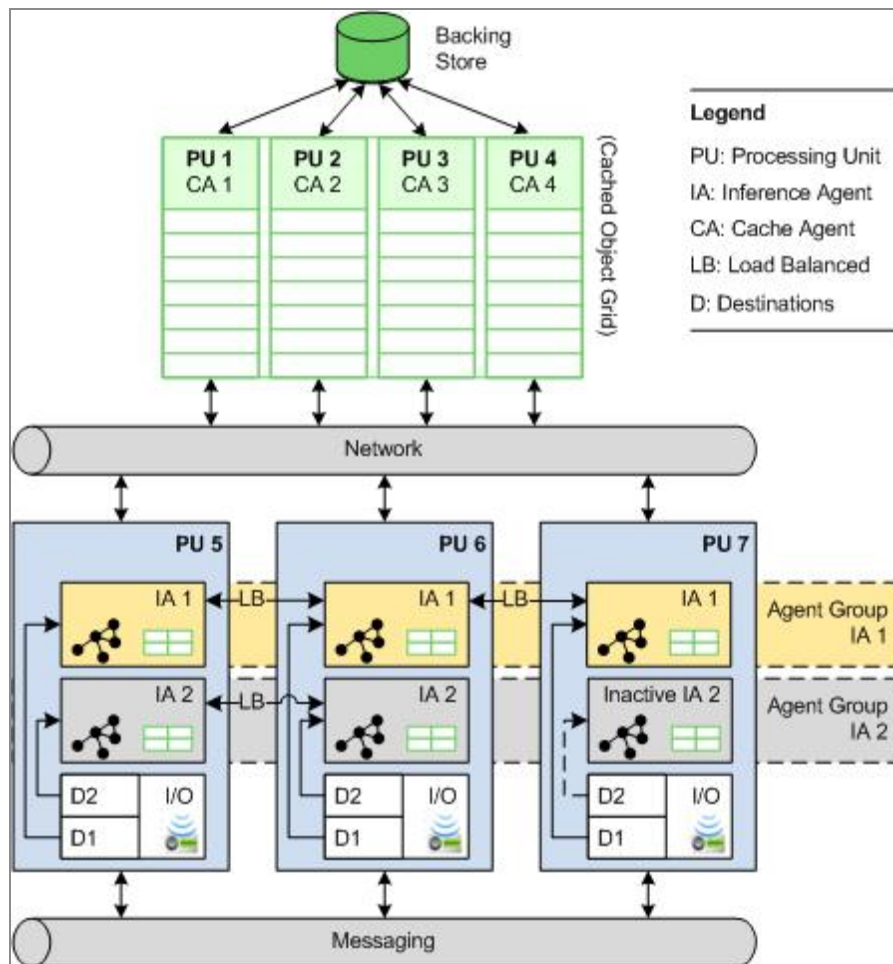 Backing
Store
Legend
PU: Processing Unit
IA: Inference Agent
CA: Cache Agent
LB: Load Balanced
D: Destinations
PU 1
CA 1
PU 2
CA 2
PU 3
CA 3
PU 4
CA 4
(Cached Object Grid)
Network
PU 5
PU 6
PU 7
IA 1
LB
IA 1
LB
IA 1
Agent Group
IA 1
IA 2
LB
IA 2
Inactive IA 2
Agent Group
IA 2
D2
I/O
D1
D2
I/O
D1
D2
I/O
D1
Messaging